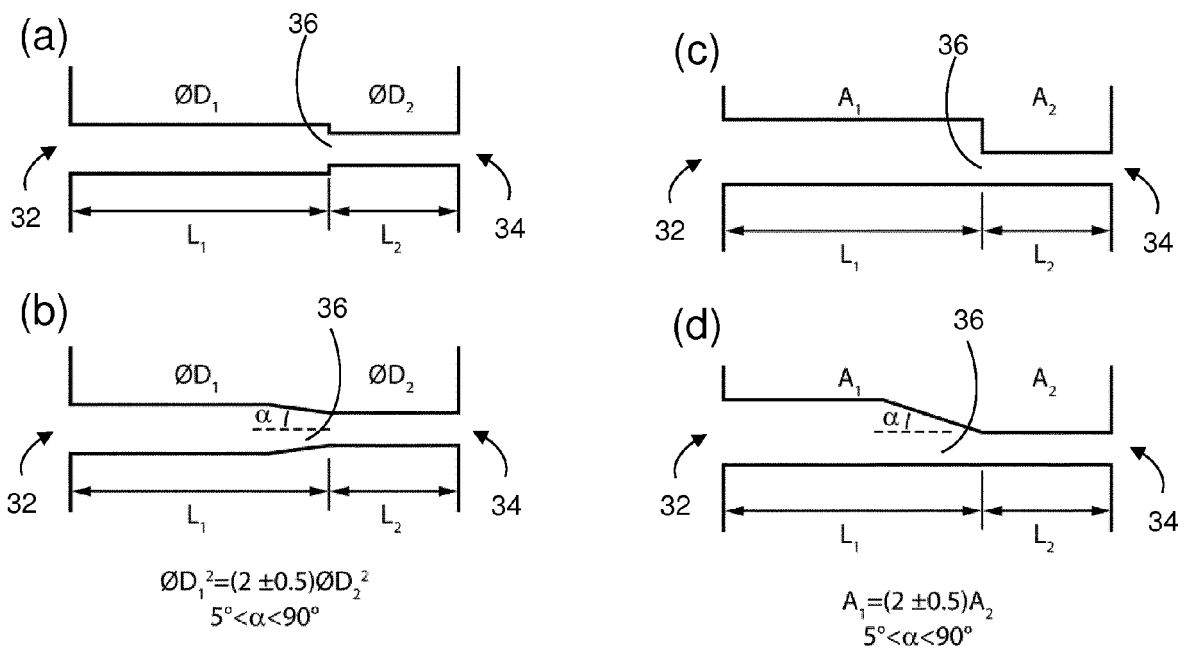 (a)
36
ØD₁
ØD₂
32
34
L₁
L₂
(b)
36
ØD₁
ØD₂
α
32
34
L₁
L₂
ØD₁²=(2 ±0.5)ØD₂²
5°<α<90°
(c)
36
A₁
A₂
32
34
L₁
L₂
(d)
36
A₁
A₂
α
32
34
L₁
L₂
A₁=(2 ±0.5)A₂
5°<α<90°